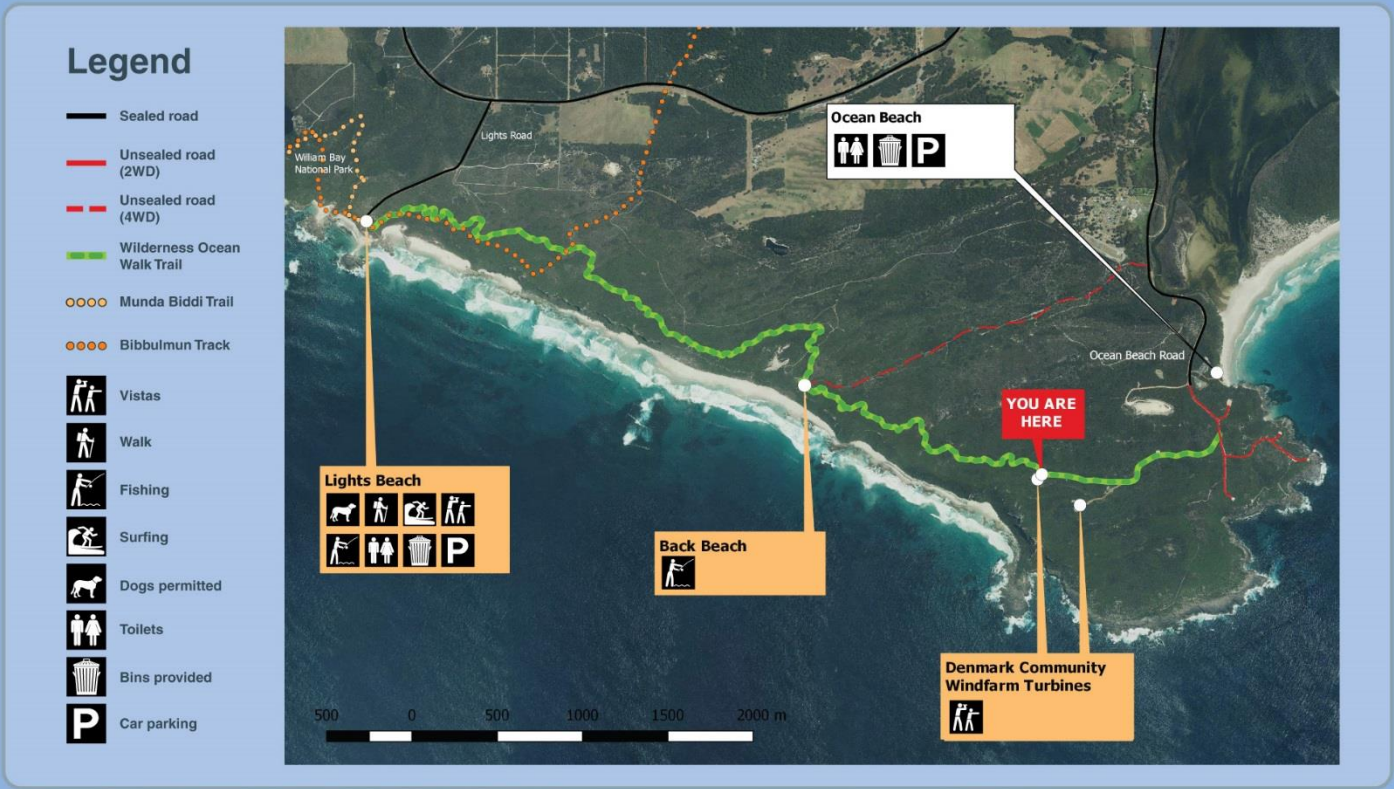 Legend
Sealed road
Unsealed road
(2WD)
Unsealed road
(4WD)
Wilderness Ocean
Walk Trail
Munda Biddi Trail
Bibbulmun Track
Vistas
Walk
Fishing
Surfing
Dogs permitted
Toilets
Bins provided
P
Car parking
William Bay
National Park
Lights Road
Ocean Beach
P
Ocean Beach Road
YOU ARE
HERE
Lights Beach
P
Back Beach
Denmark Community
Windfarm Turbines
500 0 500 1000 1500 2000 m